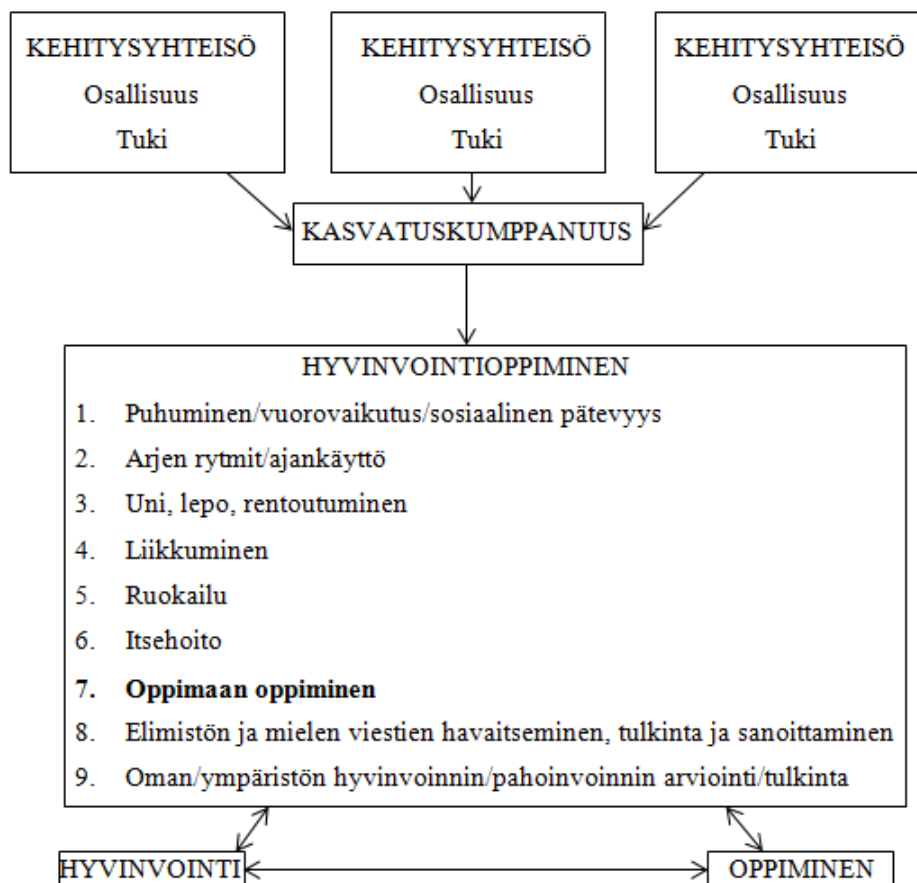 KEHITYSYHTEISÖ
Osallisuus
Tuki
KEHITYSYHTEISÖ
Osallisuus
Tuki
KEHITYSYHTEISÖ
Osallisuus
Tuki
KASVATUSKUMPPANUUS
HYVINVOINTIOPPIMINEN
1. Puhuminen/vuorovaikutus/sosiaalinen pätevyys
2. Arjen rytmit/ajankäyttö
3. Uni, lepo, rentoutuminen
4. Liikkuminen
5. Ruokailu
6. Itsehoito
7. Oppimaan oppiminen
8. Elimistön ja mielen viestien havaitseminen, tulkinta ja sanoittaminen
9. Oman/ympäristön hyvinvoinnin/pahoinvoinnin arviointi/tulkinta
HYVINVOINTI
OPPIMINEN